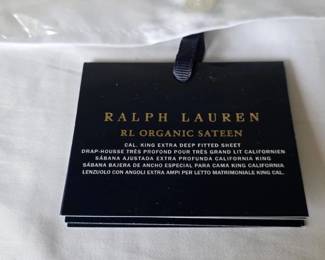 RALPH LAUREN
RL ORGANIC SATEEN
CAL. KING EXTRA DEEP FITTED SHEET
DRAP-HOUSSE TRÈS PROFOND POUR TRÈS GRAND LIT CALIFORNIEN
SÁBANA AJUSTADA EXTRA PROFUNDA CALIFORNIA KING
SÁBANA BAJERA DE ANCHO ESPECIAL PARA CAMA KING CALIFORNIA
LENZUOLO CON ANGOLI EXTRA AMPI PER LETTO MATRIMONIALE KING CAL.